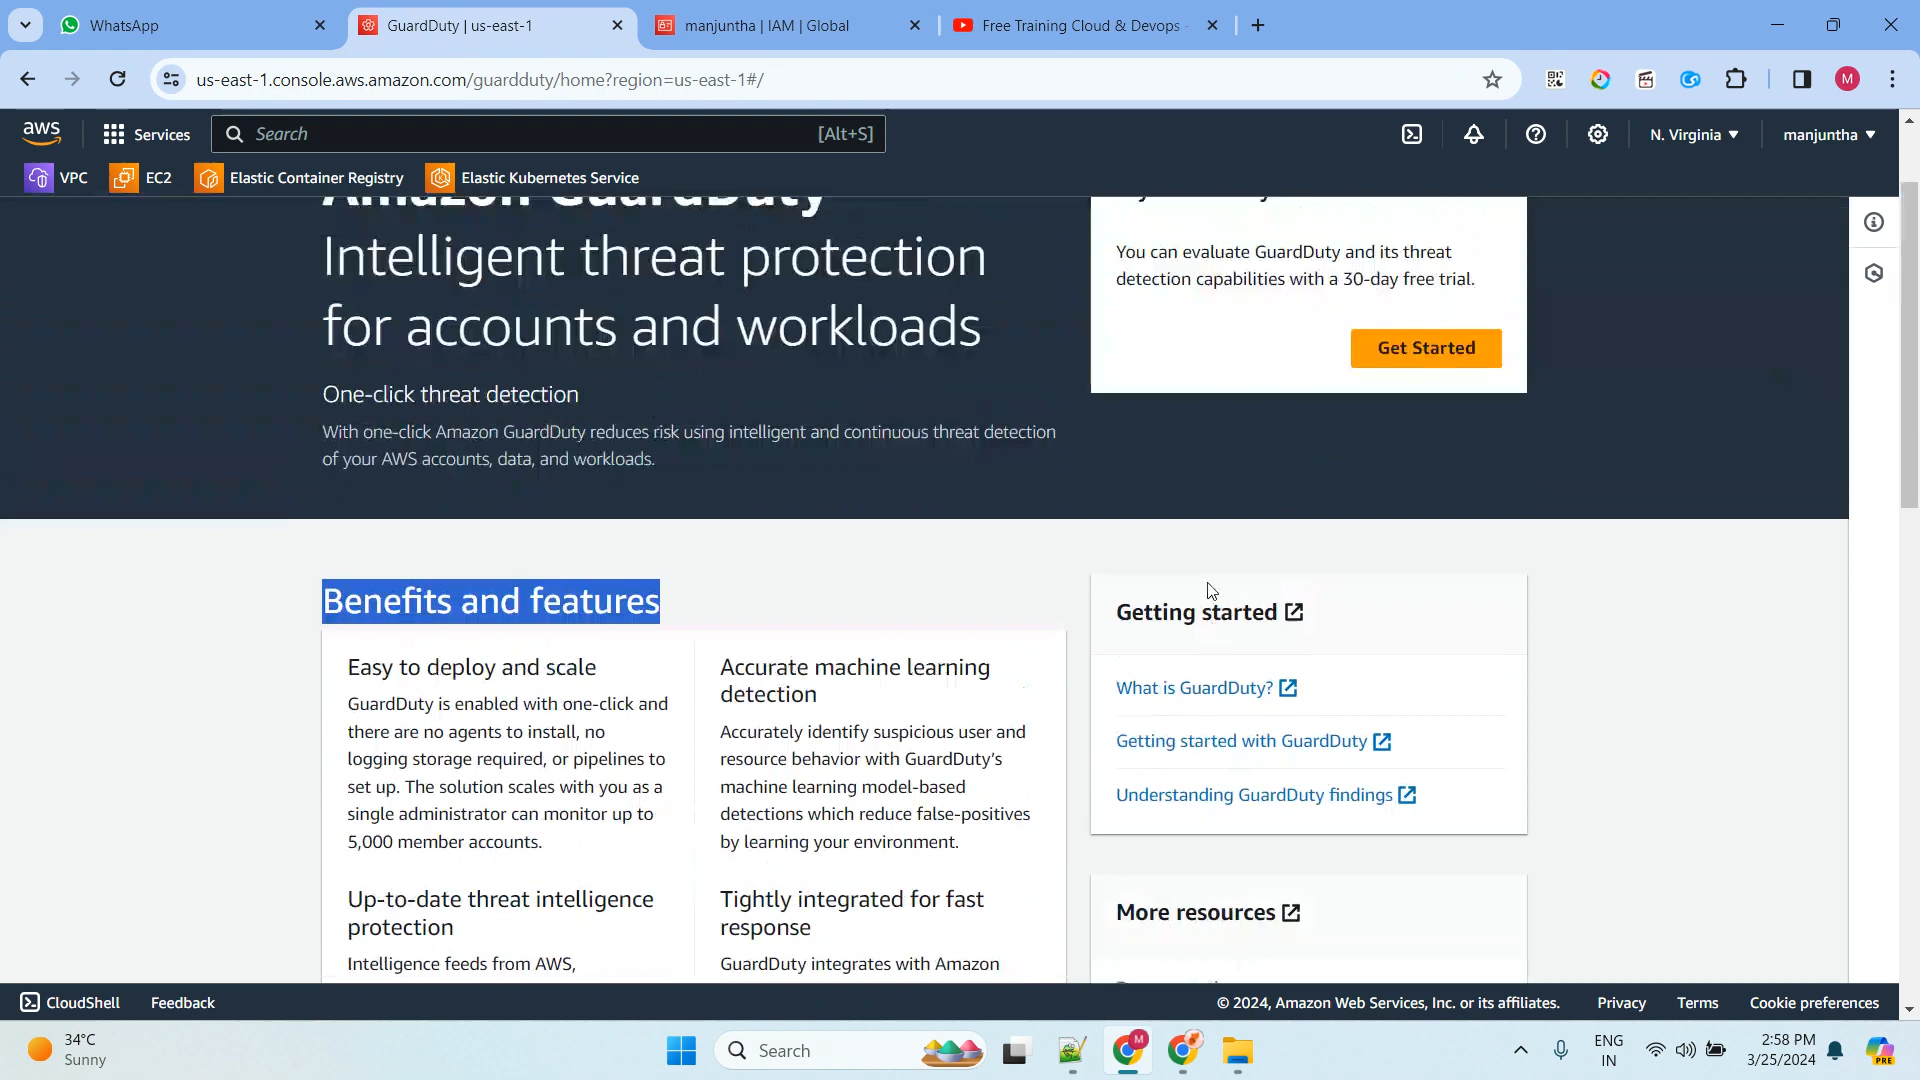 WhatsApp
GuardDuty | us-east-1
manjuntha | IAM | Global
Free Training Cloud & Devops -
us-east-1.console.aws.amazon.com/guardduty/home?region=us-east-1#/
M
aws
Services
Search
[Alt+S]
N. Virginia
manjuntha
VPC
EC2
Elastic Container Registry
Elastic Kubernetes Service
Amazon GuardDuty
Intelligent threat protection
for accounts and workloads
One-click threat detection
With one-click Amazon GuardDuty reduces risk using intelligent and continuous threat detection
of your AWS accounts, data, and workloads.
You can evaluate GuardDuty and its threat
detection capabilities with a 30-day free trial.
Get Started
Benefits and features
Easy to deploy and scale
GuardDuty is enabled with one-click and
there are no agents to install, no
logging storage required, or pipelines to
set up. The solution scales with you as a
single administrator can monitor up to
5,000 member accounts.
Accurate machine learning
detection
Accurately identify suspicious user and
resource behavior with GuardDuty's
machine learning model-based
detections which reduce false-positives
by learning your environment.
Up-to-date threat intelligence
protection
Intelligence feeds from AWS,
Tightly integrated for fast
response
GuardDuty integrates with Amazon
Getting started
What is GuardDuty?
Getting started with GuardDuty
Understanding GuardDuty findings
More resources
CloudShell
Feedback
© 2024, Amazon Web Services, Inc. or its affiliates.
Privacy
Terms
Cookie preferences
34°C
Sunny
Search
M
ENG
IN
2:58 PM
3/25/2024
PRE